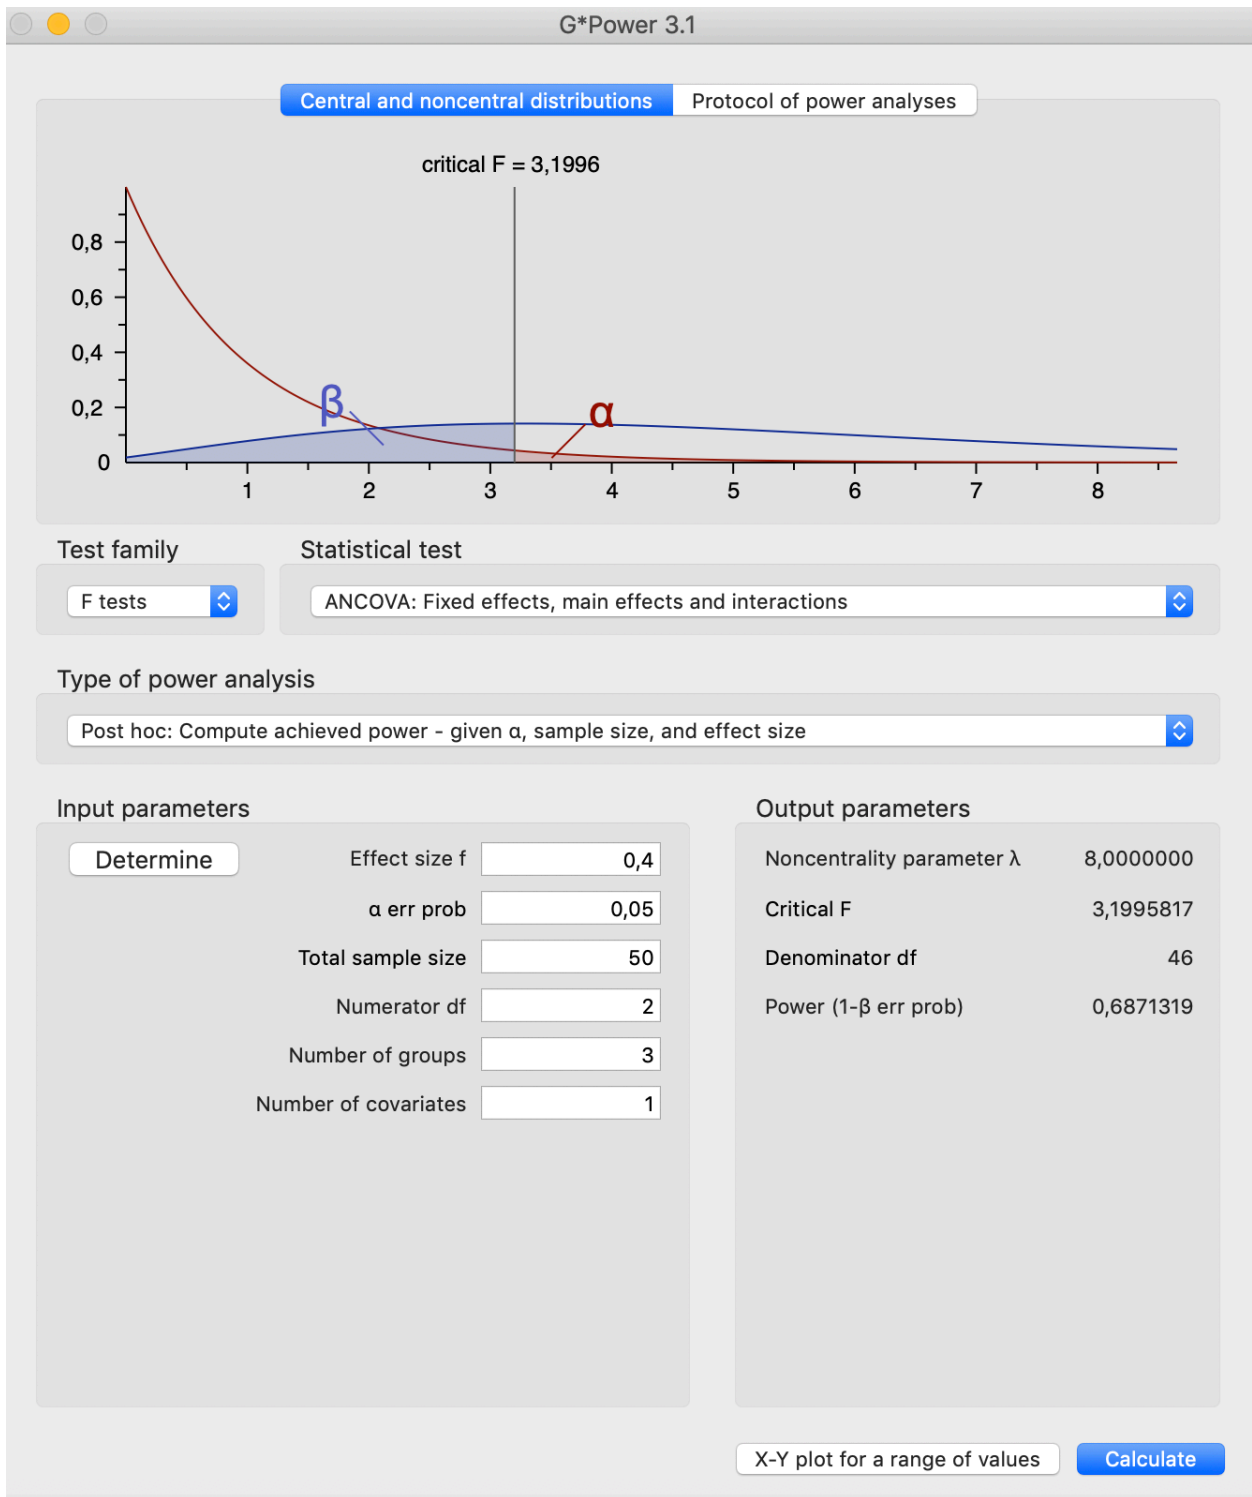 G*Power 3.1
Central and noncentral distributions Protocol of power analyses
critical F = 3,1996
0,8
0,6
0,4
0,2
0
β
α
1 2 3 4 5 6 7 8
Test family Statistical test
F tests ANCOVA: Fixed effects, main effects and interactions
Type of power analysis
Post hoc: Compute achieved power - given α, sample size, and effect size
Input parameters
Determine
Effect size f 0,4
α err prob 0,05
Total sample size 50
Numerator df 2
Number of groups 3
Number of covariates 1
Output parameters
Noncentrality parameter λ 8,0000000
Critical F 3,1995817
Denominator df 46
Power (1-β err prob) 0,6871319
X-Y plot for a range of values Calculate